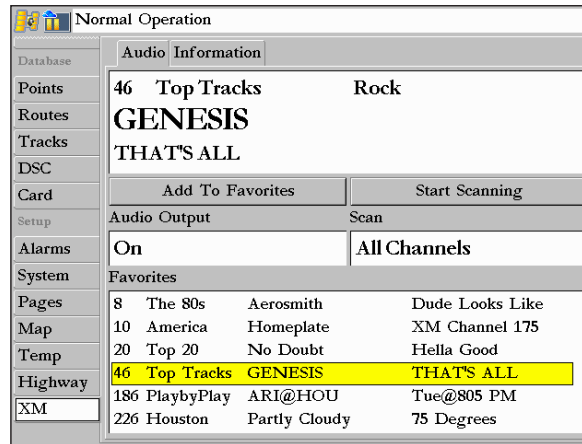 Normal Operation
Database
Points
Routes
Tracks
DSC
Card
Setup
Alarms
System
Pages
Map
Temp
Highway
XM
Audio Information
46 Top Tracks Rock
GENESIS
THAT'S ALL
Add To Favorites Start Scanning
Audio Output Scan
On All Channels
Favorites
8 The 80s Aerosmith Dude Looks Like
10 America Homeplate XM Channel 175
20 Top 20 No Doubt Hella Good
46 Top Tracks GENESIS THAT'S ALL
186 PlaybyPlay ARI@HOU Tue@805 PM
226 Houston Partly Cloudy 75 Degrees